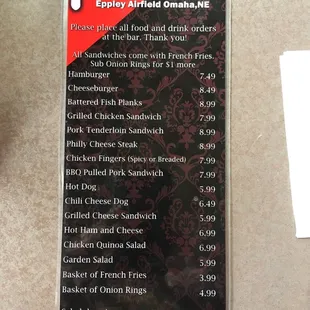 Eppley Airfield Omaha,NE
Please place all food and drink orders
at the bar. Thank you!
All Sandwiches come with French Fries.
Sub Onion Rings for $1 more
Hamburger 7.49
Cheeseburger 8.49
Battered Fish Planks 8.99
Grilled Chicken Sandwich 7.99
Pork Tenderloin Sandwich 8.99
Philly Cheese Steak 8.99
Chicken Fingers (Spicy or Breaded) 7.99
BBQ Pulled Pork Sandwich 7.99
Hot Dog 5.99
Chili Cheese Dog 6.49
Grilled Cheese Sandwich 5.99
Hot Ham and Cheese 6.99
Chicken Quinoa Salad 6.99
Garden Salad 5.99
Basket of French Fries 3.99
Basket of Onion Rings 4.99